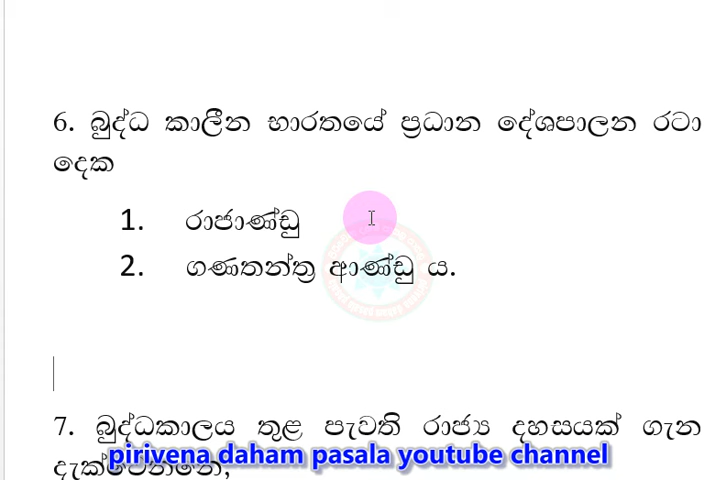 6. බුද්ධ කාලීන භාරතයේ ප්‍රධාන දේශපාලන රටා
දෙක
1. රාජාණ්ඩු
2. ගණතන්ත්‍ර ආණ්ඩු ය.
7. බුද්ධකාලය තුළ පැවති රාජ්‍ය දහසයක් ගැන
pirivena daham pasala youtube channel